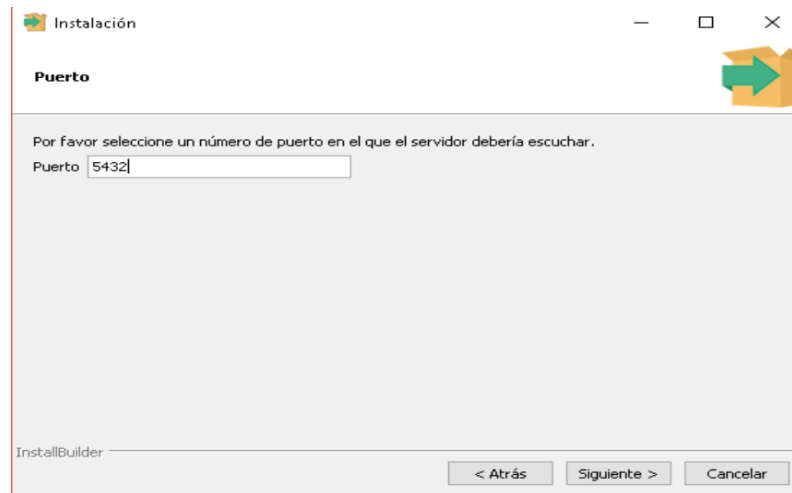 Instalación
Puerto
Por favor seleccione un número de puerto en el que el servidor debería escuchar.
Puerto 5432
InstallBuilder
< Atrás Siguiente > Cancelar